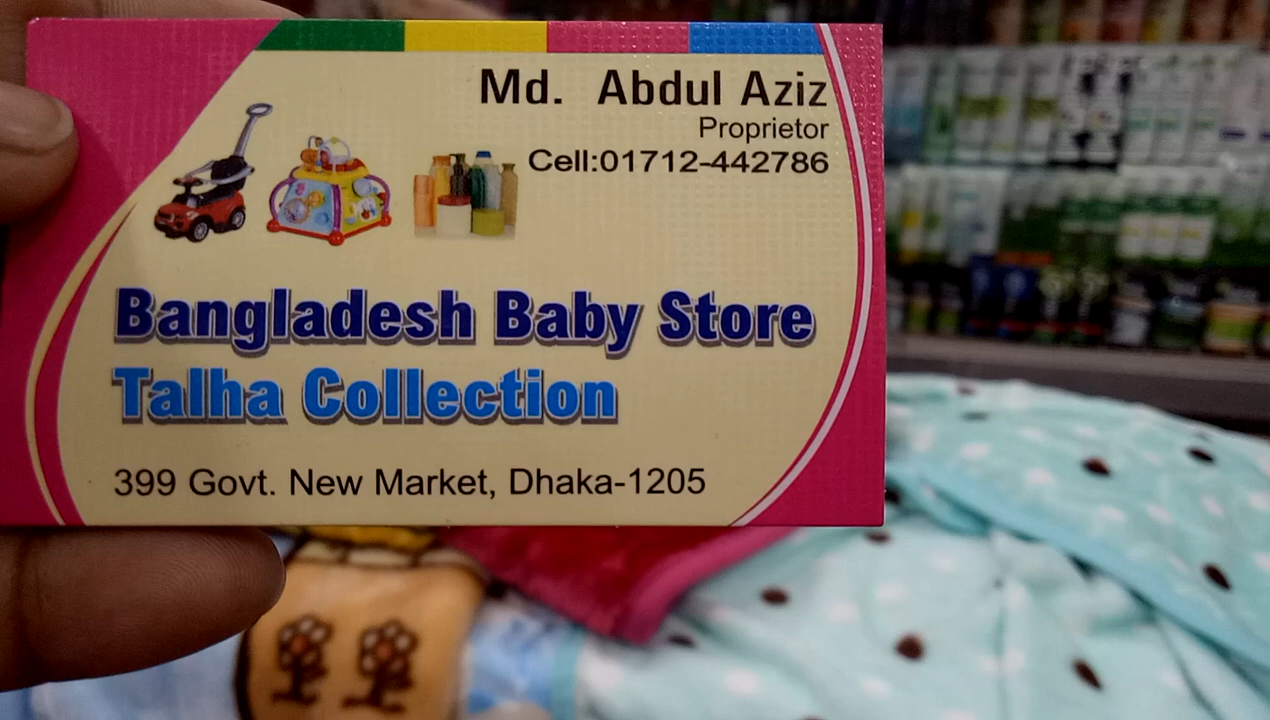 Md. Abdul Aziz
Proprietor
Cell:01712-442786
Bangladesh Baby Store
Talha Collection
399 Govt. New Market, Dhaka-1205